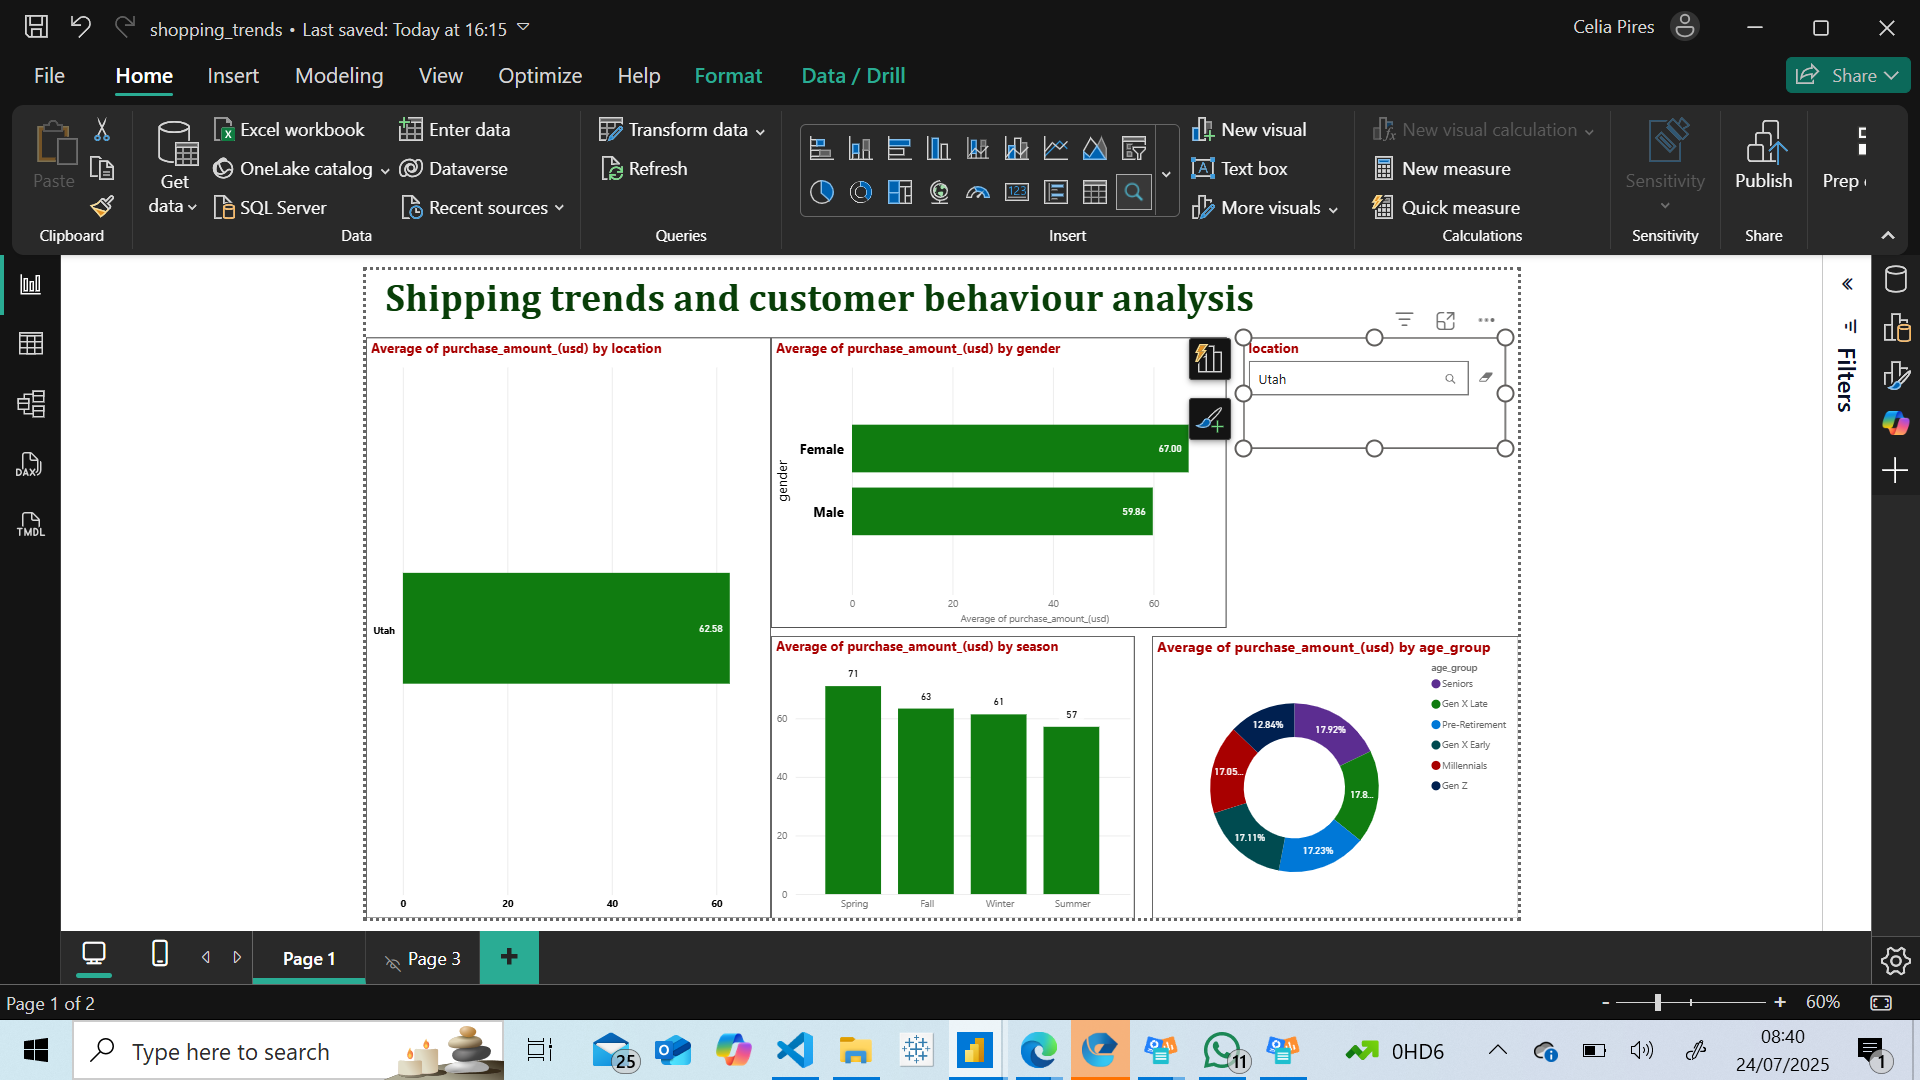 shopping_trends • Last saved: Today at 16:15
Celia Pires
File Home Insert Modeling View Optimize Help Format Data / Drill
Share
Paste
Clipboard
Get data
Excel workbook
OneLake catalog
SQL Server
Enter data
Dataverse
Recent sources
Data
Transform data
Refresh
Queries
123
Insert
New visual
Text box
More visuals
New visual calculation
New measure
Quick measure
Calculations
Sensitivity
Sensitivity
Publish
Share
Prep
DAX
TMDL
Filters
Shipping trends and customer behaviour analysis
Average of purchase_amount_(usd) by location
Utah
62.58
0 20 40 60
Average of purchase_amount_(usd) by gender
gender
Female
67.00
Male
59.86
0 20 40 60
Average of purchase_amount_(usd)
location
Utah
Average of purchase_amount_(usd) by season
71
63
61
57
60
40
20
0
Spring Fall Winter Summer
Average of purchase_amount_(usd) by age_group
age_group
Seniors
Gen X Late
Pre-Retirement
Gen X Early
Millennials
Gen Z
12.84%
17.92%
17.05...
17.8...
17.11%
17.23%
Page 1
Page 3
Page 1 of 2
- + 60%
Type here to search
25
11
0HD6
08:40
24/07/2025
1